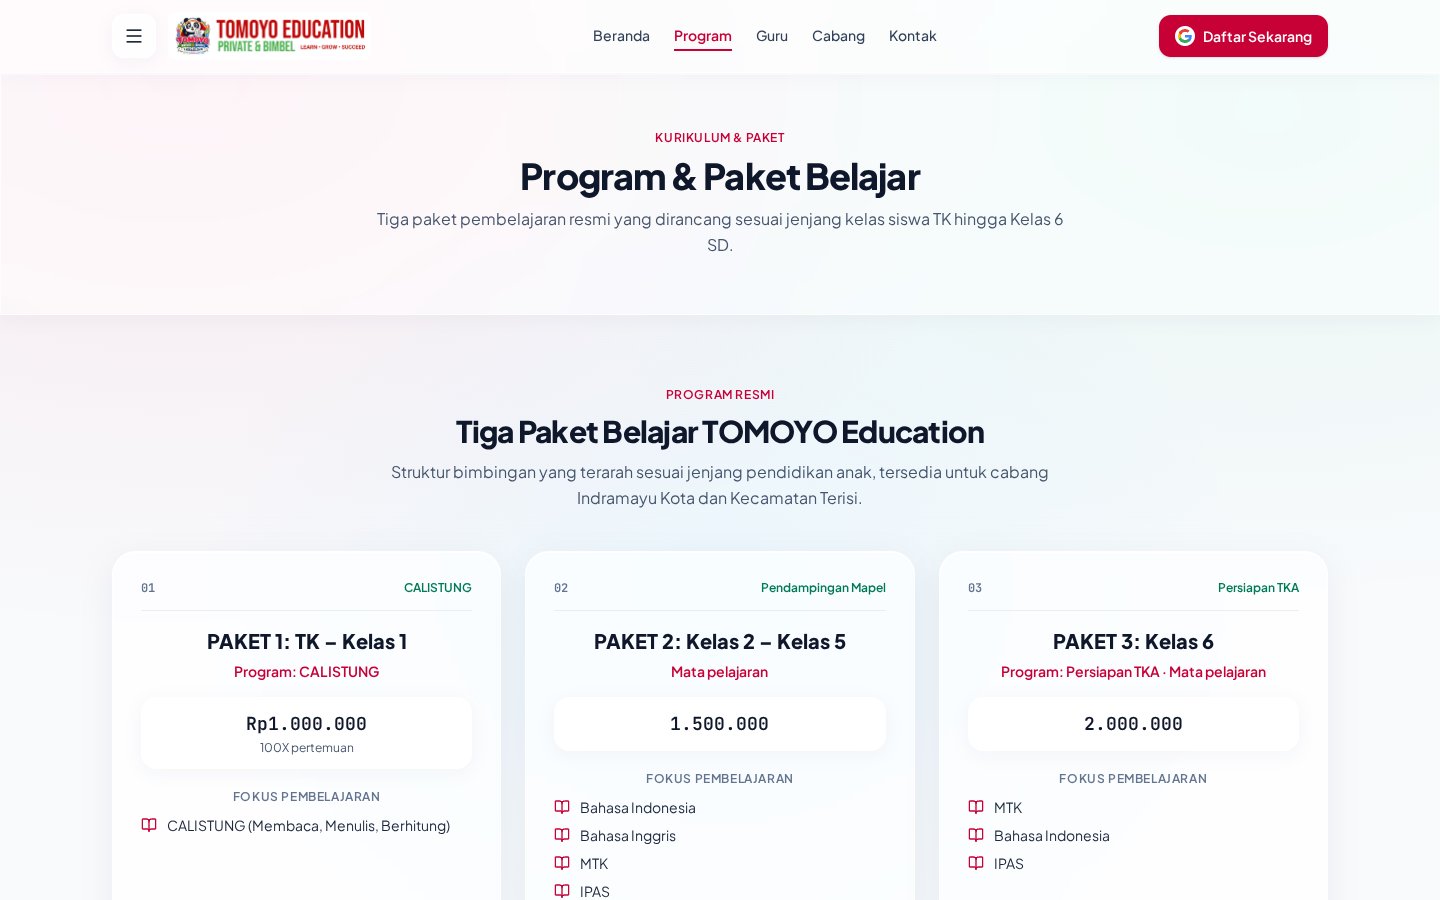 TOMOYO EDUCATION
PRIVATE & BIMBEL LEARN • GROW • SUCCEED
Beranda
Program
Guru
Cabang
Kontak
Daftar Sekarang
KURIKULUM & PAKET
Program & Paket Belajar
Tiga paket pembelajaran resmi yang dirancang sesuai jenjang kelas siswa TK hingga Kelas 6
SD.
PROGRAM RESMI
Tiga Paket Belajar TOMOYO Education
Struktur bimbingan yang terarah sesuai jenjang pendidikan anak, tersedia untuk cabang
Indramayu Kota dan Kecamatan Terisi.
01
CALISTUNG
PAKET 1: TK – Kelas 1
Program: CALISTUNG
Rp1.000.000
100X pertemuan
FOKUS PEMBELAJARAN
CALISTUNG (Membaca, Menulis, Berhitung)
02
Pendampingan Mapel
PAKET 2: Kelas 2 – Kelas 5
Mata pelajaran
1.500.000
FOKUS PEMBELAJARAN
Bahasa Indonesia
Bahasa Inggris
MTK
IPAS
03
Persiapan TKA
PAKET 3: Kelas 6
Program: Persiapan TKA · Mata pelajaran
2.000.000
FOKUS PEMBELAJARAN
MTK
Bahasa Indonesia
IPAS